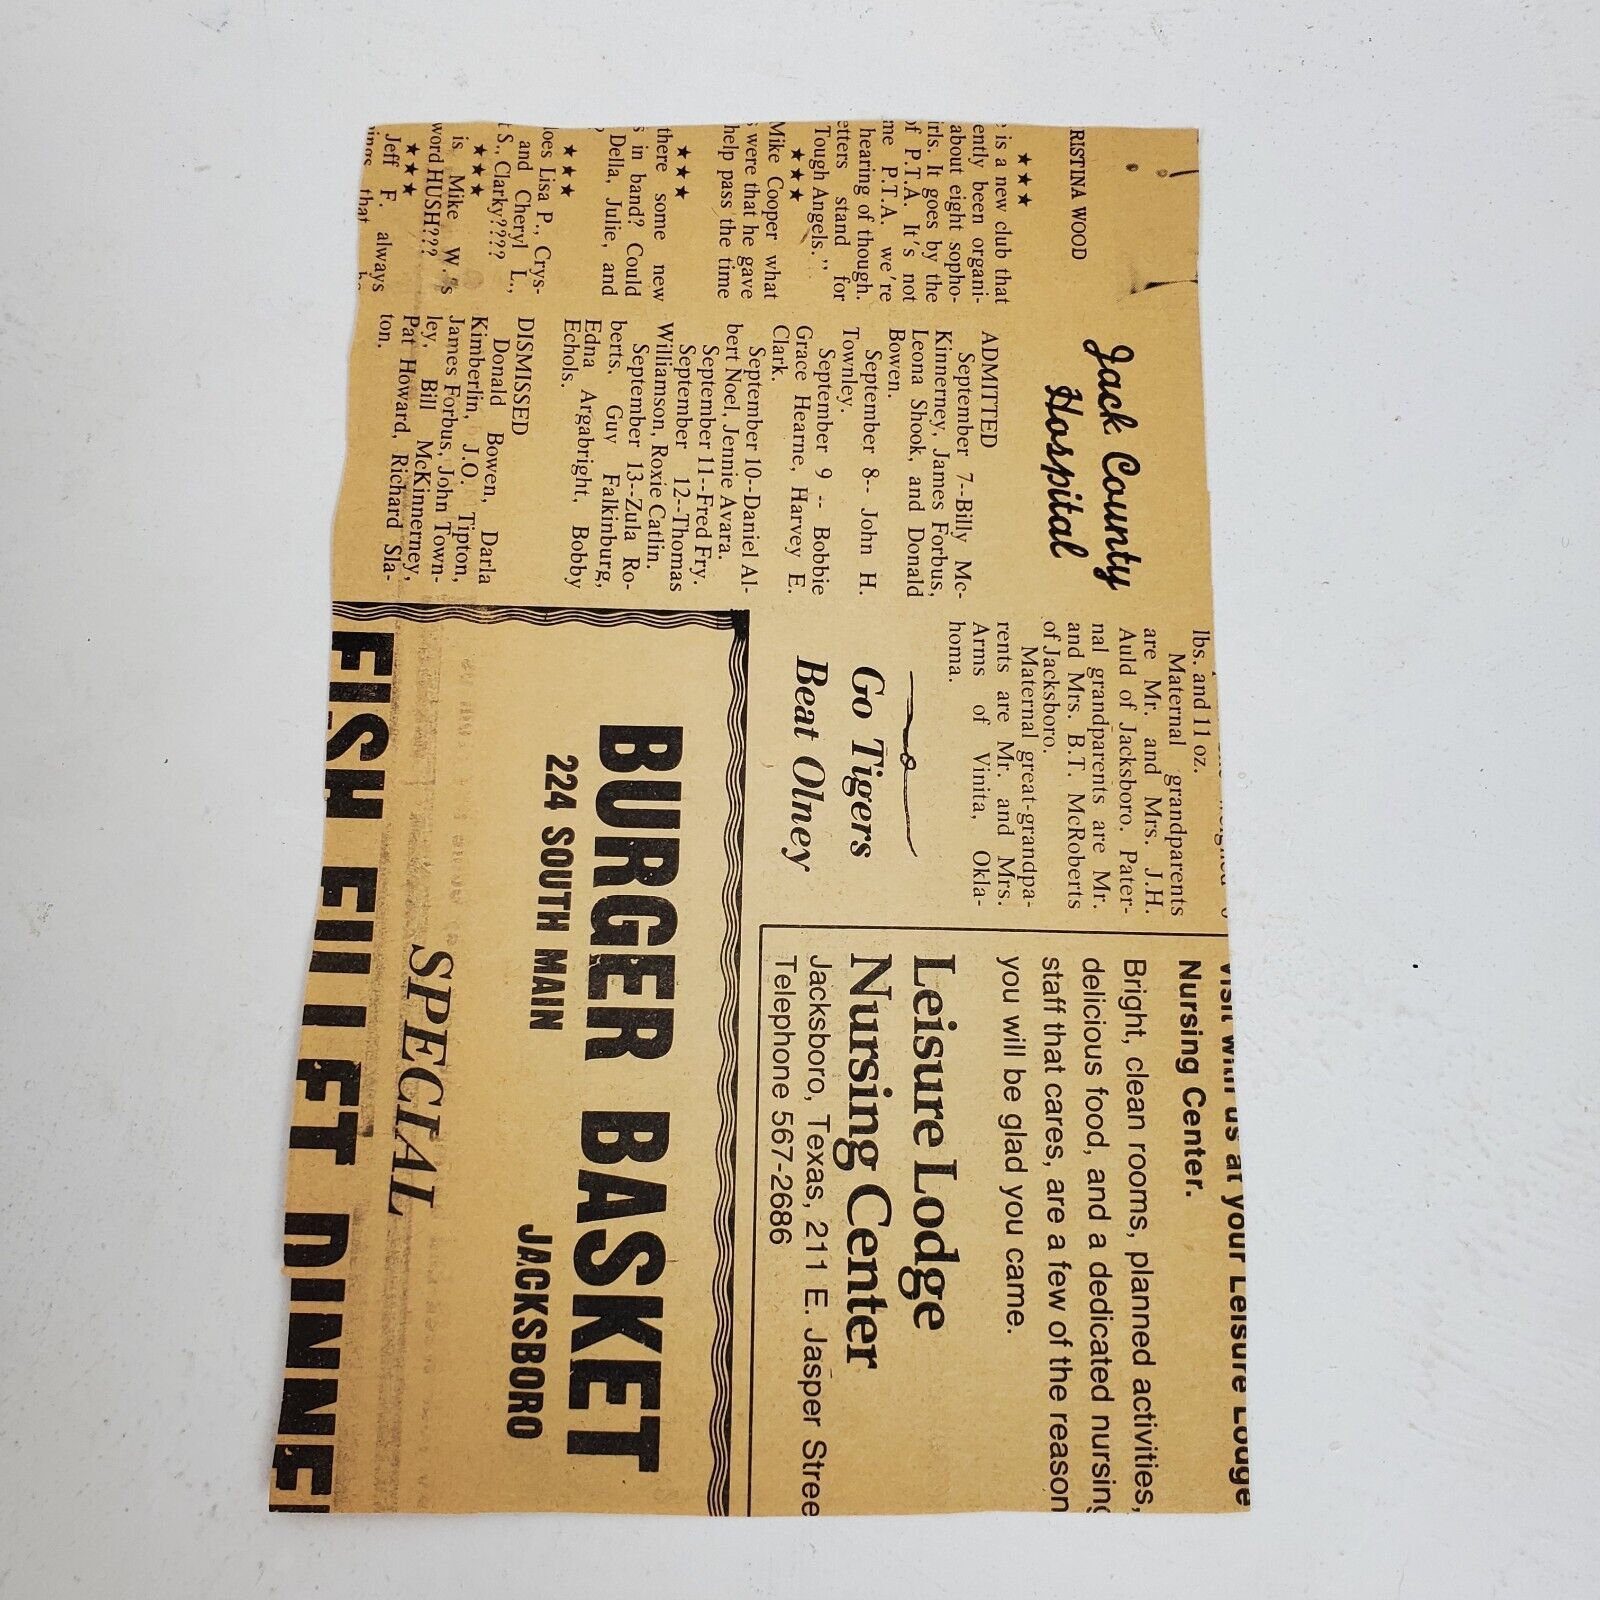 RISTINA WOOD
★★★
is a new club that
ently been organi-
about eight sopho-
irls. It goes by the
of P.T.A. It's not
me P.T.A. we're
hearing of though.
etters stand for
Tough Angels."
★★★
Mike Cooper what
were that he gave
help pass the time
★★★
there some new
in band? Could
Della, Julie, and
★★★
oes Lisa P., Crys-
and Cheryl L.,
S., Clarky????
★★★
is Mike W.'s
word HUSH???
★★★
Jeff F. always
that
Jack County
Hospital
ADMITTED
September 7--Billy Mc-
Kinnerney, James Forbus,
Leona Shook, and Donald
Bowen.
September 8-- John H.
Townley.
September 9 -- Bobbie
Grace Hearne, Harvey E.
Clark.
September 10--Daniel Al-
bert Noel, Jennie Avara.
September 11--Fred Fry.
September 12--Thomas
Williamson, Roxie Catlin.
September 13--Zula Ro-
berts, Guy Falkinburg,
Edna Argabright, Bobby
Echols.
DISMISSED
Donald Bowen, Darla
Kimberlin, J.O. Tipton,
James Forbus, John Town-
ley, Bill McKinnerney,
Pat Howard, Richard Sla-
ton.
lbs. and 11 oz.
Maternal grandparents
are Mr. and Mrs. J.H.
Auld of Jacksboro. Pater-
nal grandparents are Mr.
and Mrs. B.T. McRoberts
of Jacksboro.
Maternal great-grandpa-
rents are Mr. and Mrs.
Arms of Vinita, Okla-
homa.
Go Tigers
Beat Olney
visit with us at your Leisure Lodge
Nursing Center.
Bright, clean rooms, planned activities,
delicious food, and a dedicated nursing
staff that cares, are a few of the reason
you will be glad you came.
Leisure Lodge
Nursing Center
Jacksboro, Texas, 211 E. Jasper Stree
Telephone 567-2686
BURGER BASKET
224 SOUTH MAIN JACKSBORO
SPECIAL
FISH FILLET DINNE